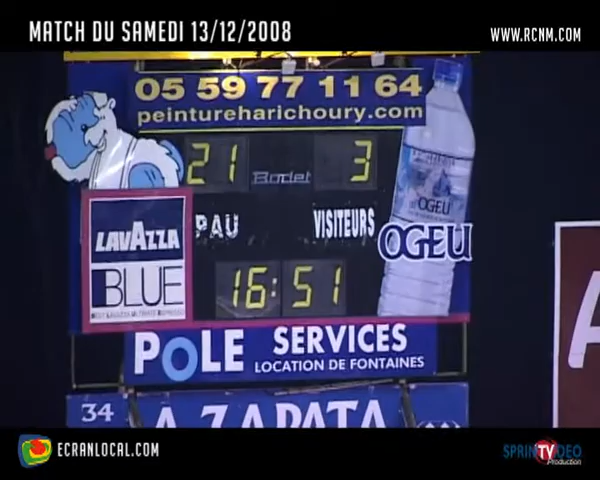 MATCH DU SAMEDI 13/12/2008
WWW.RCNM.COM
05 59 77 11 64
peintureharichoury.com
21 Bodet 3
PAU VISITEURS
LAVAZZA
BLUE
16:51
OGEU
OGEU
POLE SERVICES
LOCATION DE FONTAINES
34
A. ZAPATA
ECRANLOCAL.COM
SPRINTVIDEO
Production